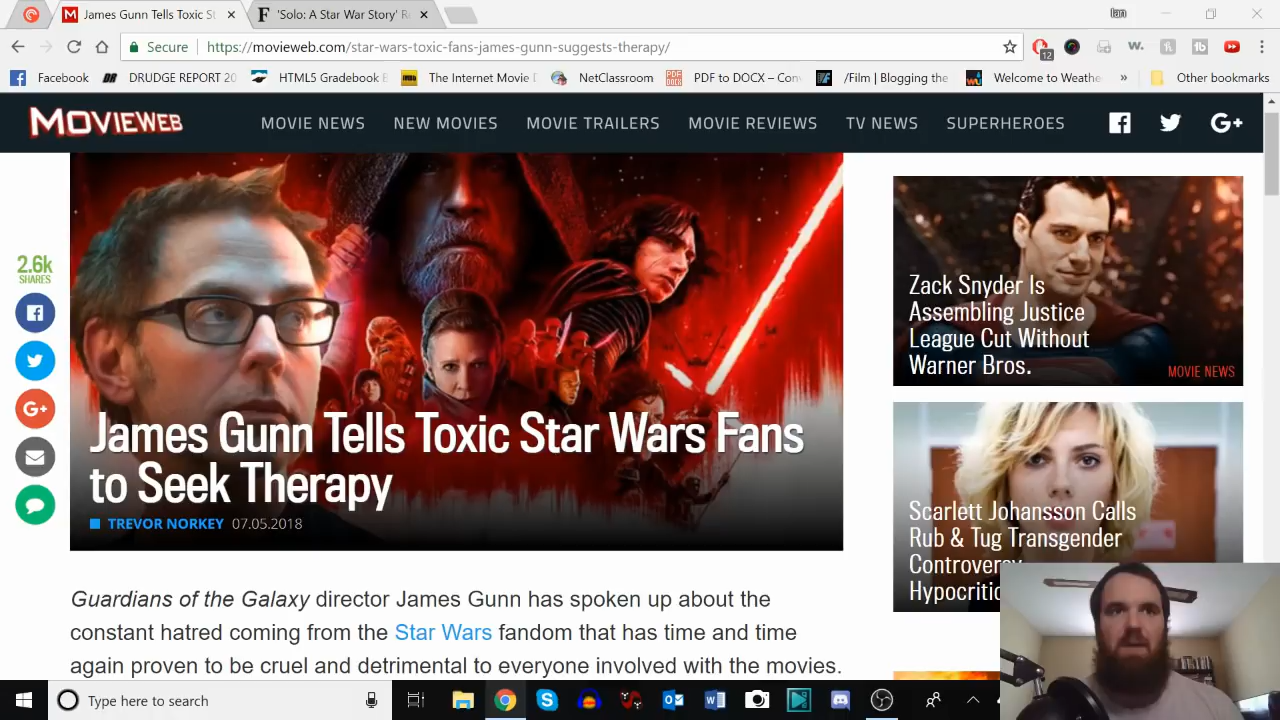 James Gunn Tells Toxic St
'Solo: A Star War Story' R
Ian
Secure
https://movieweb.com/star-wars-toxic-fans-james-gunn-suggests-therapy/
12
Facebook
DRUDGE REPORT 20
HTML5 Gradebook
The Internet Movie
NetClassroom
PDF to DOCX – Con
/Film | Blogging the
Welcome to Weathe
»
Other bookmarks
MOVIEWEB
MOVIE NEWS
NEW MOVIES
MOVIE TRAILERS
MOVIE REVIEWS
TV NEWS
SUPERHEROES
2.6k
SHARES
James Gunn Tells Toxic Star Wars Fans
to Seek Therapy
TREVOR NORKEY 07.05.2018
Guardians of the Galaxy director James Gunn has spoken up about the
constant hatred coming from the Star Wars fandom that has time and time
again proven to be cruel and detrimental to everyone involved with the movies.
Zack Snyder Is
Assembling Justice
League Cut Without
Warner Bros.
MOVIE NEWS
Scarlett Johansson Calls
Rub & Tug Transgender
Controversy
Hypocritic
Type here to search